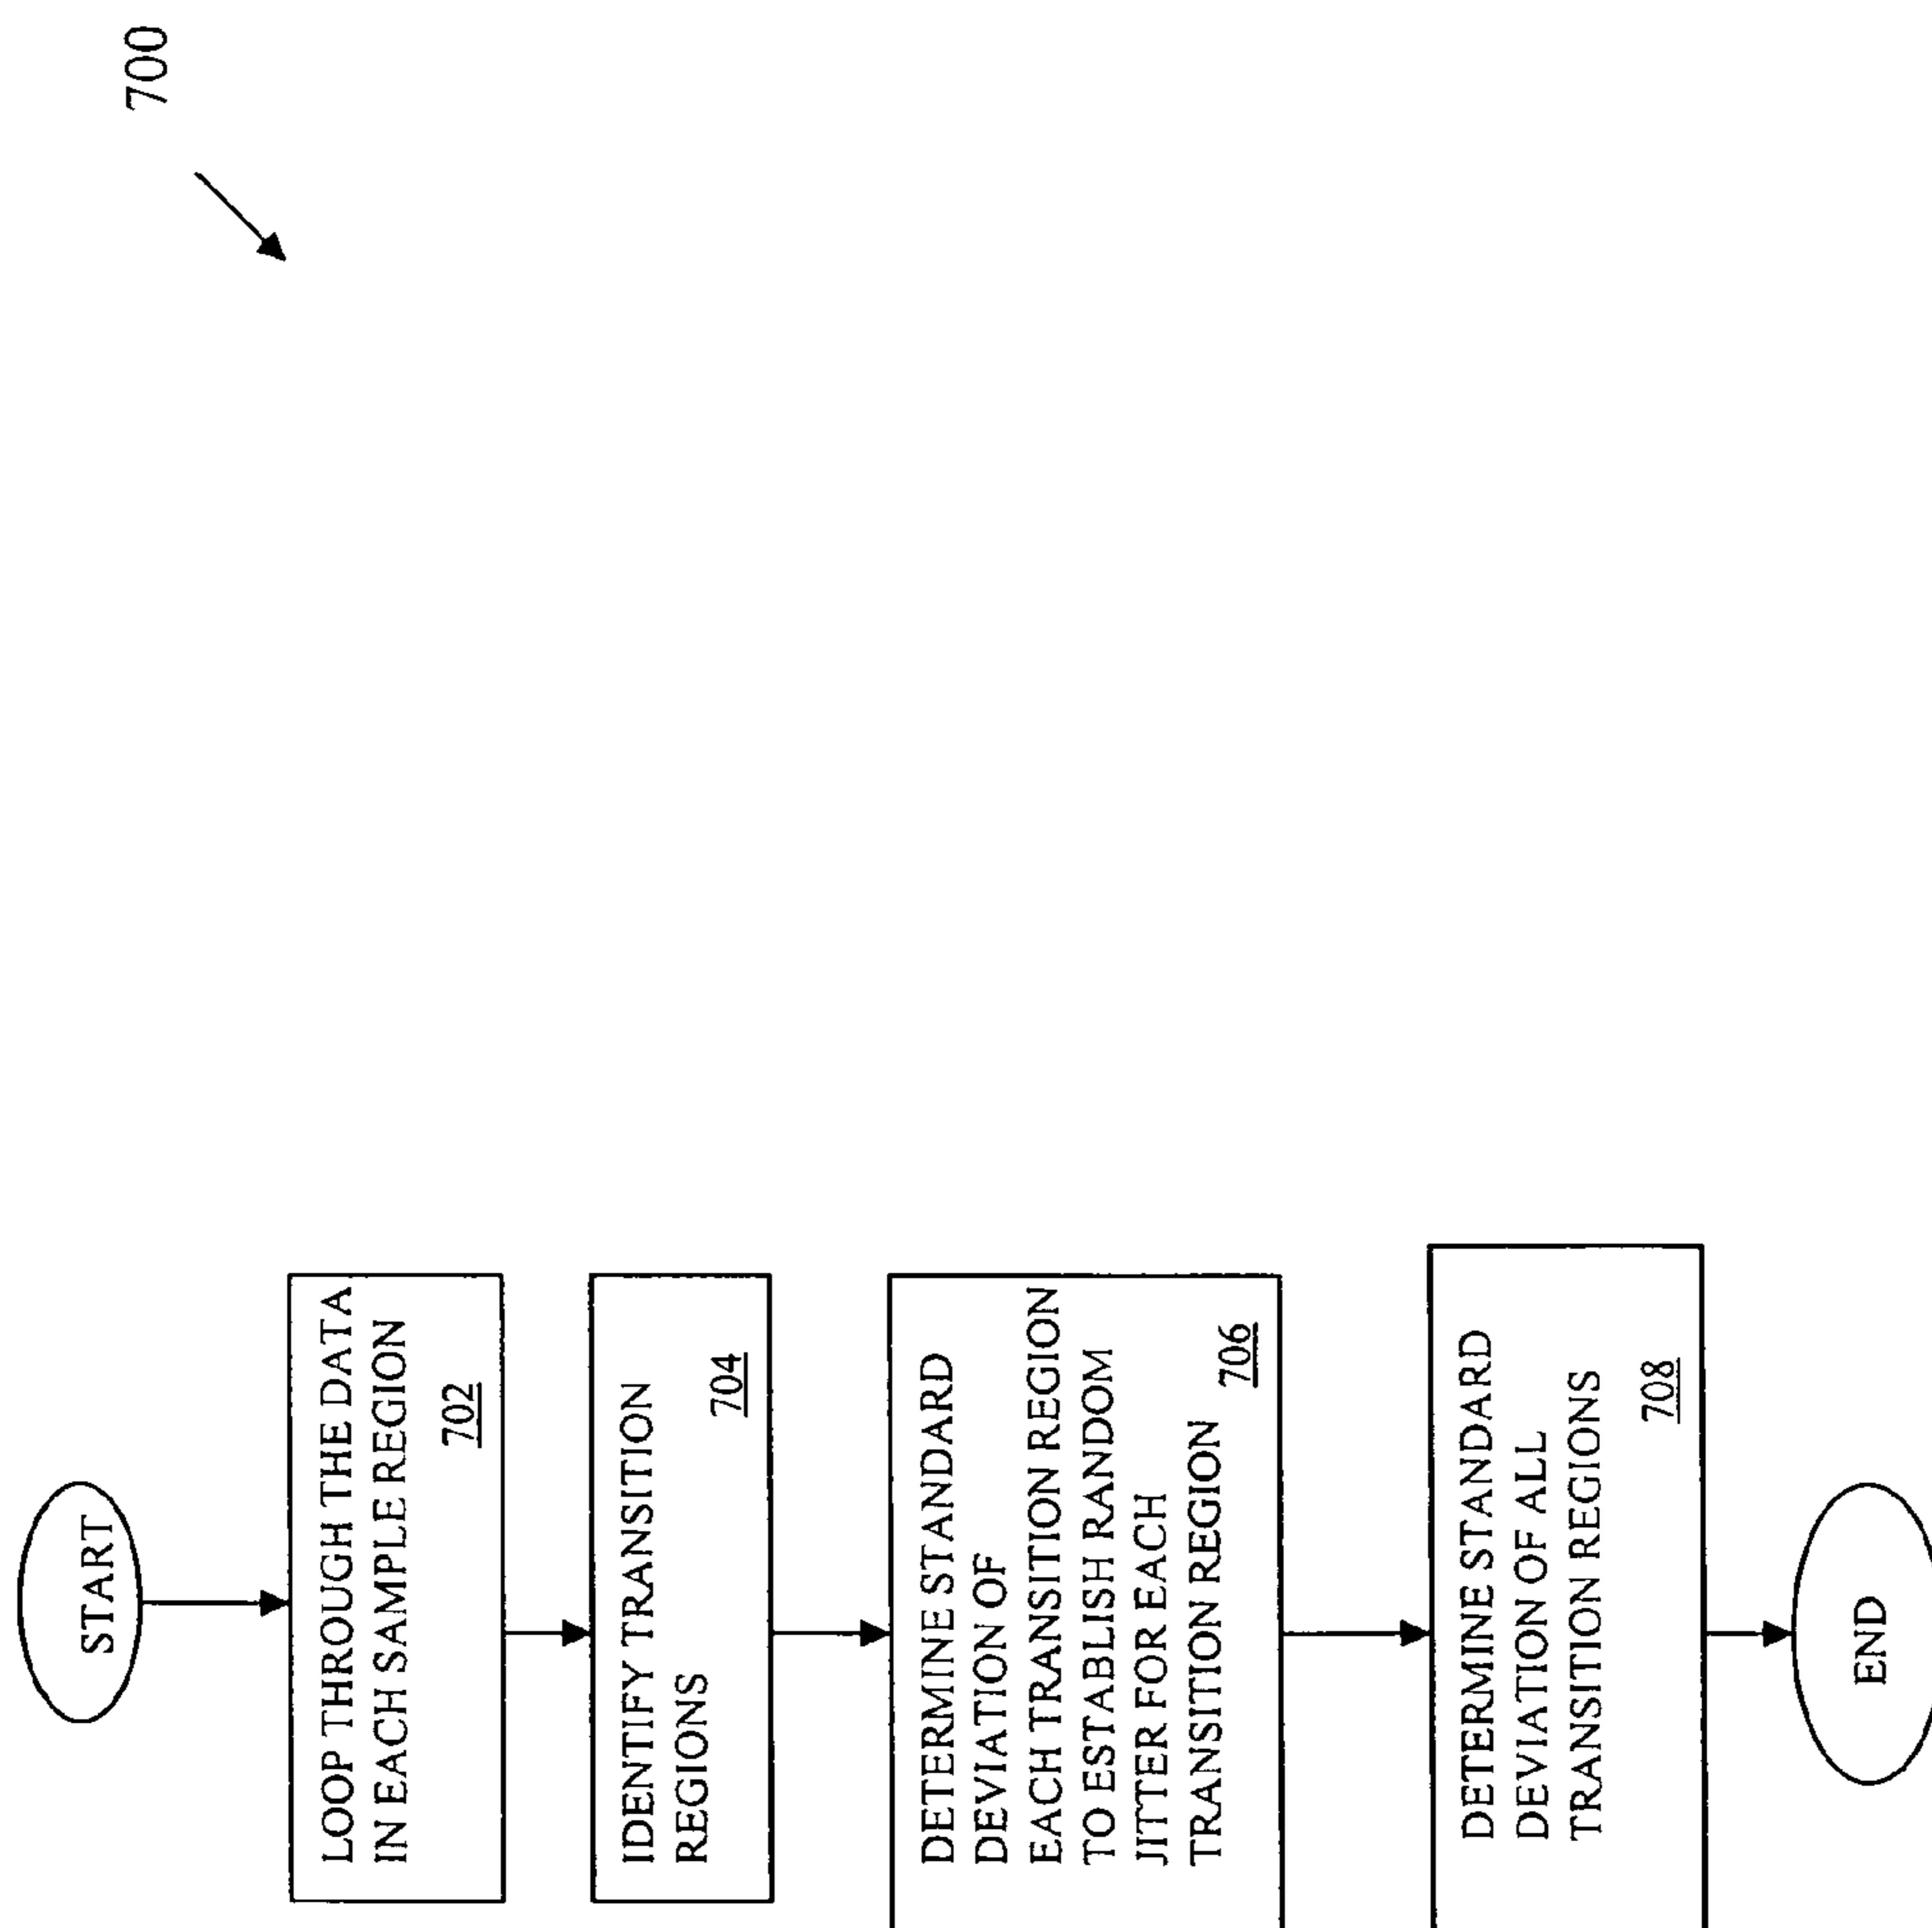 700
START
LOOP THROUGH THE DATA
IN EACH SAMPLE REGION
702
IDENTIFY TRANSITION
REGIONS
704
DETERMINE STANDARD
DEVIATION OF
EACH TRANSITION REGION
TO ESTABLISH RANDOM
JITTER FOR EACH
TRANSITION REGION
706
DETERMINE STANDARD
DEVIATION OF ALL
TRANSITION REGIONS
708
END